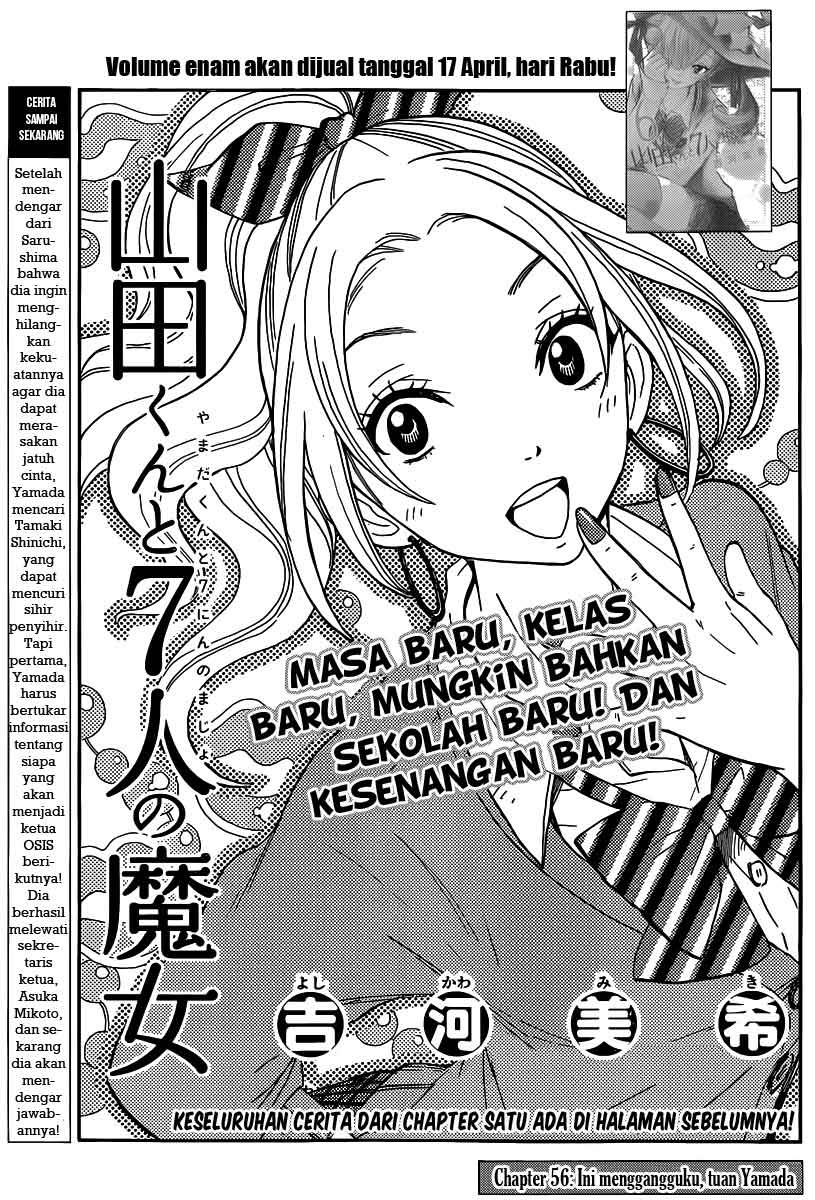 Volume enam akan dijual tanggal 17 April, hari Rabu!
CERITA
SAMPAI
SEKARANG
Setelah
men-
dengar
dari
Saru-
shima
bahwa
dia ingin
meng-
hilang-
kan
keku-
atannya
agar dia
dapat
mera-
sakan
jatuh
cinta,
Yamada
mencari
Tamaki
Shinichi,
yang
dapat
mencuri
sihir
penyihir.
Tapi
pertama,
Yamada
harus
bertukar
informasi
tentang
siapa
yang
akan
menjadi
ketua
OSIS
beri-
kutnya!
Dia
berhasil
melewati
sekre-
taris
ketua,
Asuka
Mikoto,
dan se-
karang
dia akan
men-
dengar
jawab-
annya!
山田くんと7人の魔女
やまだくんと7にんのまじょ
MASA BARU, KELAS
BARU, MUNGKIN BAHKAN
SEKOLAH BARU! DAN
KESENANGAN BARU!
よし かわ み き
吉河美希
KESELURUHAN CERITA DARI CHAPTER SATU ADA DI HALAMAN SEBELUMNYA!
Chapter 56: Ini menggangguku, tuan Yamada